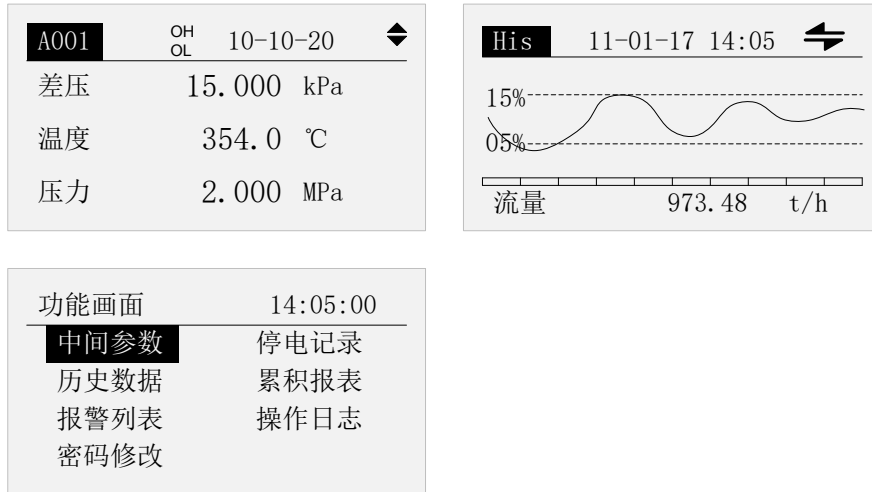 A001 OH OL 10-10-20
差压 15.000 kPa
温度 354.0 ℃
压力 2.000 MPa
His 11-01-17 14:05
15%
05%
流量 973.48 t/h
功能画面 14:05:00
中间参数 停电记录
历史数据 累积报表
报警列表 操作日志
密码修改